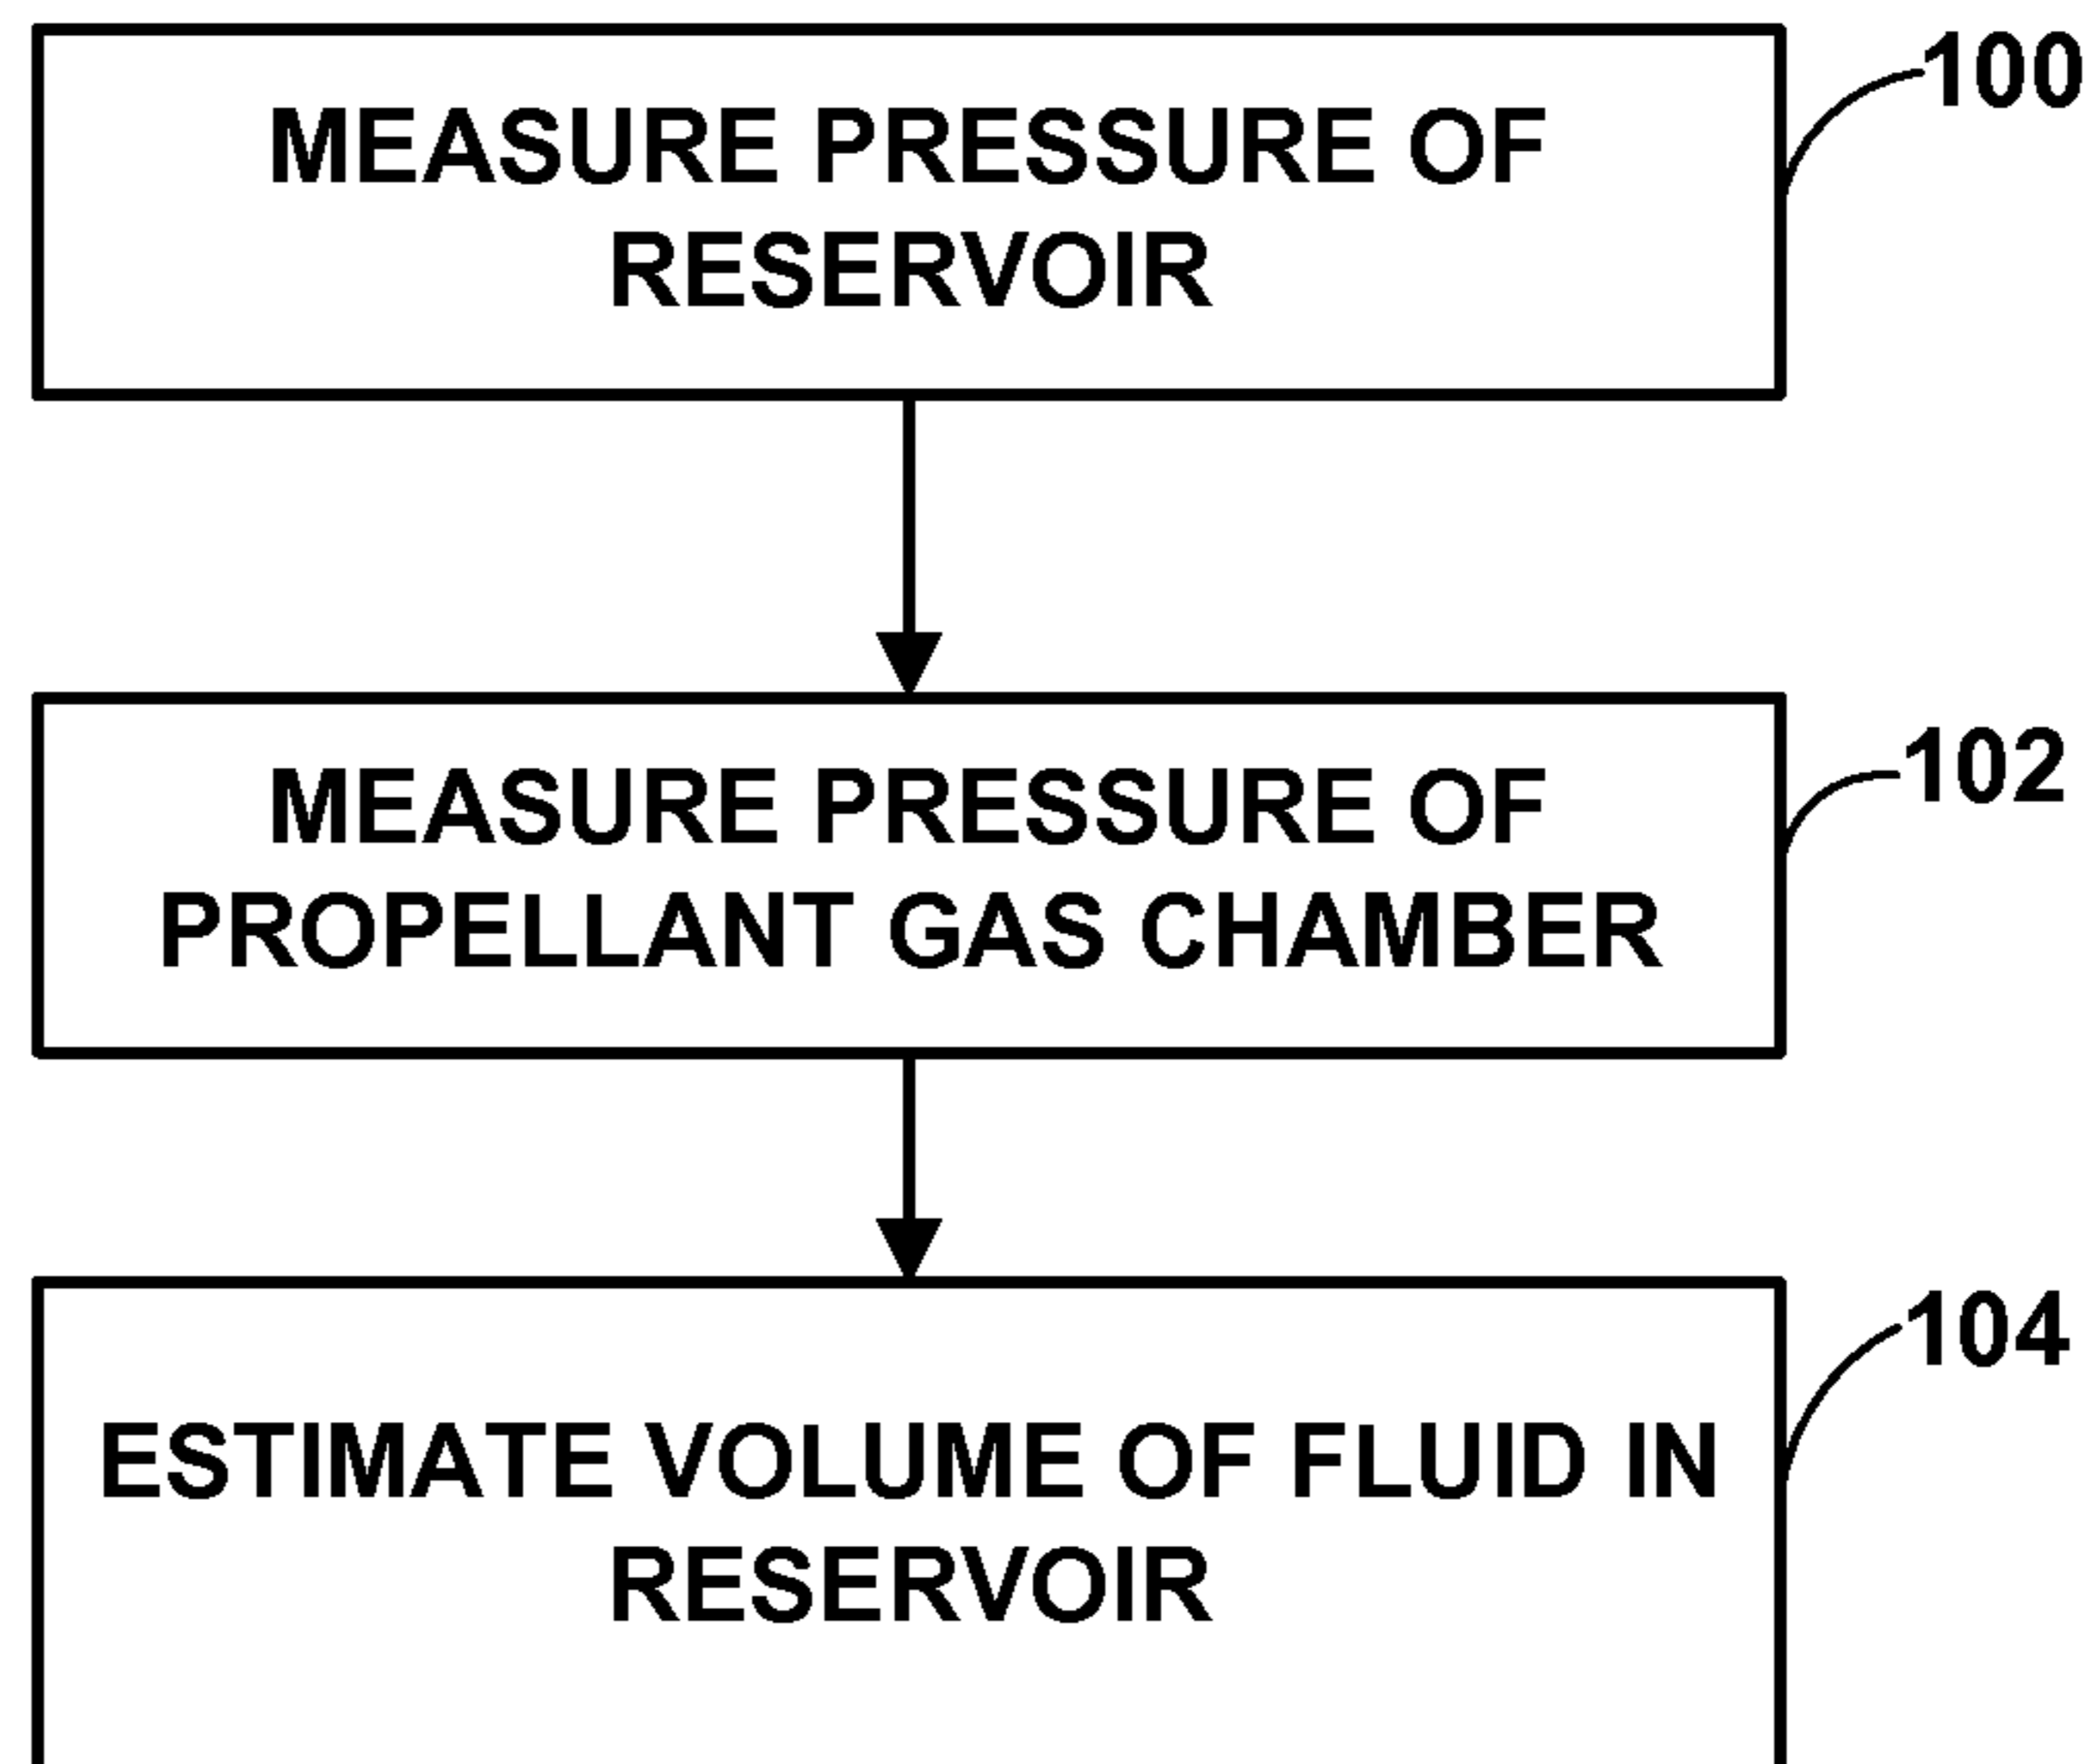 100
MEASURE PRESSURE OF
RESERVOIR
102
MEASURE PRESSURE OF
PROPELLANT GAS CHAMBER
104
ESTIMATE VOLUME OF FLUID IN
RESERVOIR